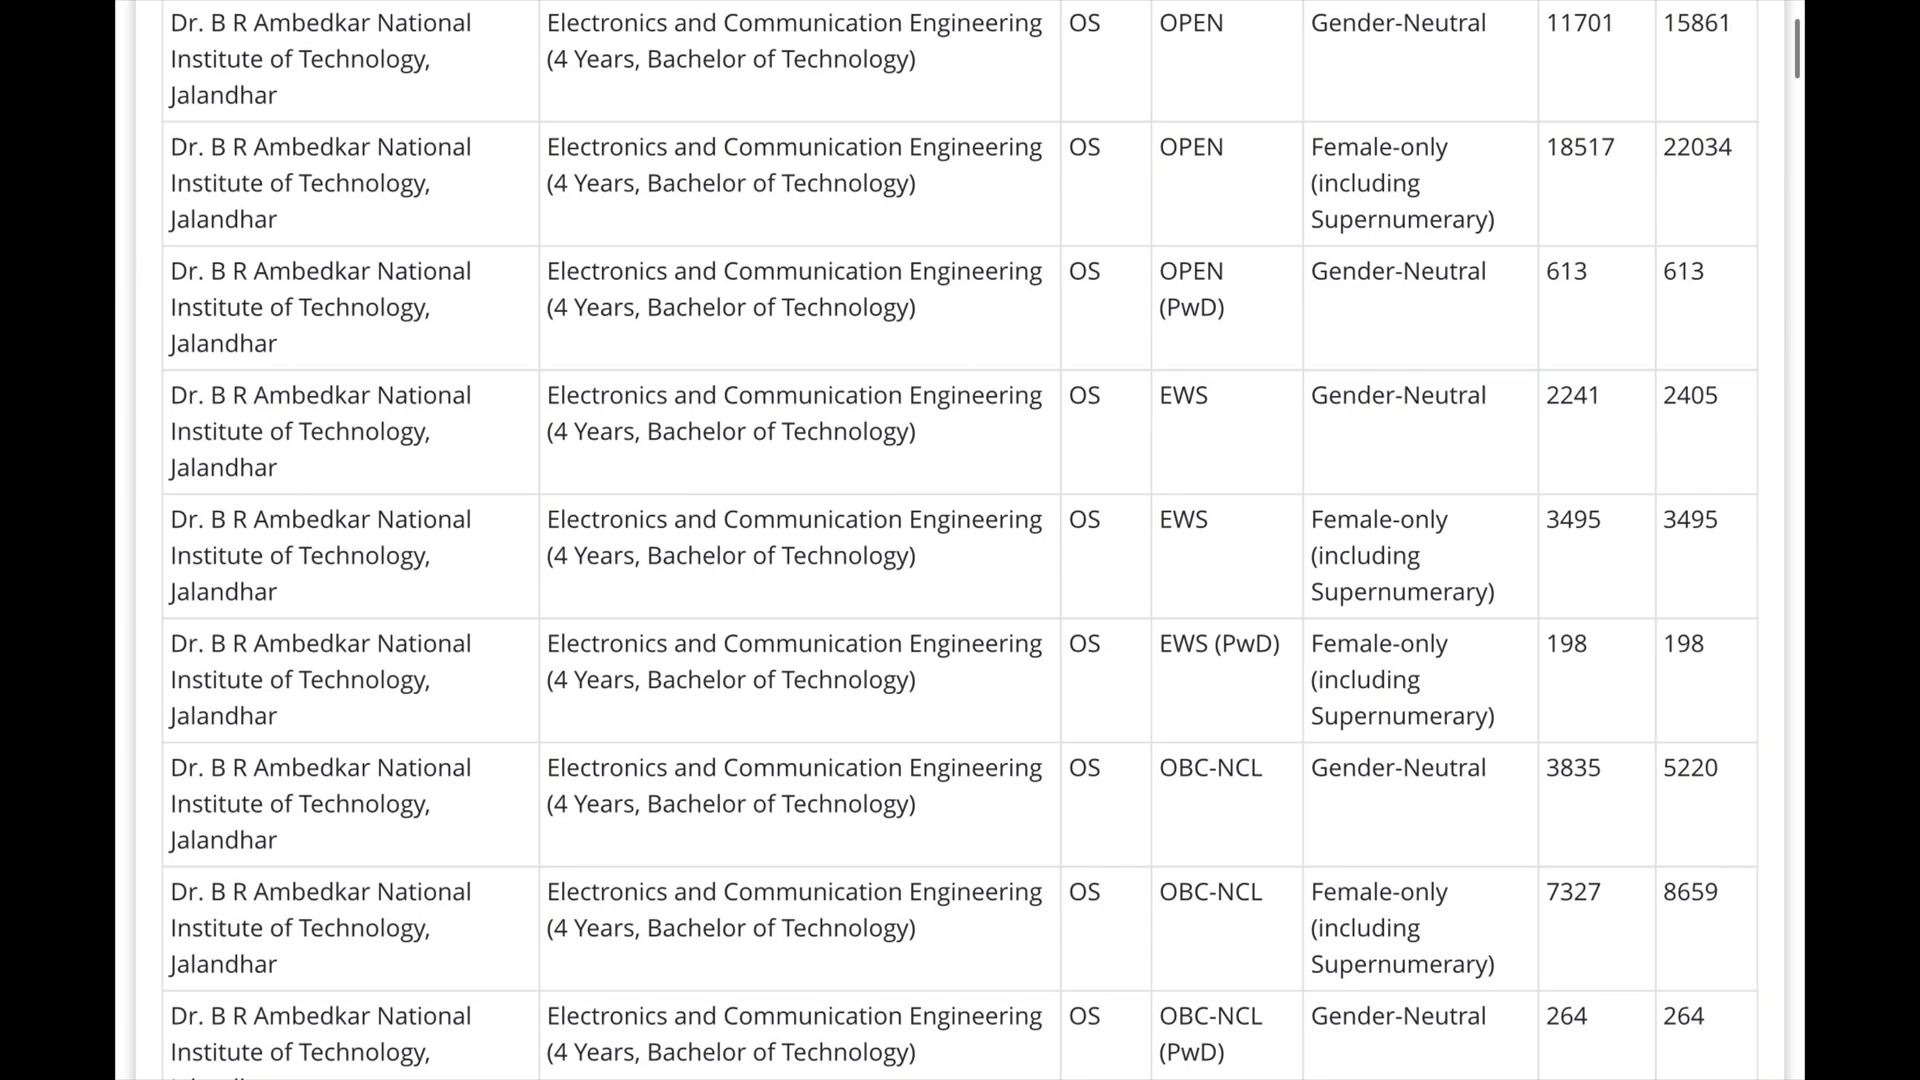 Dr. B R Ambedkar National Institute of Technology, Jalandhar Electronics and Communication Engineering (4 Years, Bachelor of Technology) OS OPEN Gender-Neutral 11701 15861
Dr. B R Ambedkar National Institute of Technology, Jalandhar Electronics and Communication Engineering (4 Years, Bachelor of Technology) OS OPEN Female-only (including Supernumerary) 18517 22034
Dr. B R Ambedkar National Institute of Technology, Jalandhar Electronics and Communication Engineering (4 Years, Bachelor of Technology) OS OPEN (PwD) Gender-Neutral 613 613
Dr. B R Ambedkar National Institute of Technology, Jalandhar Electronics and Communication Engineering (4 Years, Bachelor of Technology) OS EWS Gender-Neutral 2241 2405
Dr. B R Ambedkar National Institute of Technology, Jalandhar Electronics and Communication Engineering (4 Years, Bachelor of Technology) OS EWS Female-only (including Supernumerary) 3495 3495
Dr. B R Ambedkar National Institute of Technology, Jalandhar Electronics and Communication Engineering (4 Years, Bachelor of Technology) OS EWS (PwD) Female-only (including Supernumerary) 198 198
Dr. B R Ambedkar National Institute of Technology, Jalandhar Electronics and Communication Engineering (4 Years, Bachelor of Technology) OS OBC-NCL Gender-Neutral 3835 5220
Dr. B R Ambedkar National Institute of Technology, Jalandhar Electronics and Communication Engineering (4 Years, Bachelor of Technology) OS OBC-NCL Female-only (including Supernumerary) 7327 8659
Dr. B R Ambedkar National Institute of Technology, Electronics and Communication Engineering (4 Years, Bachelor of Technology) OS OBC-NCL (PwD) Gender-Neutral 264 264